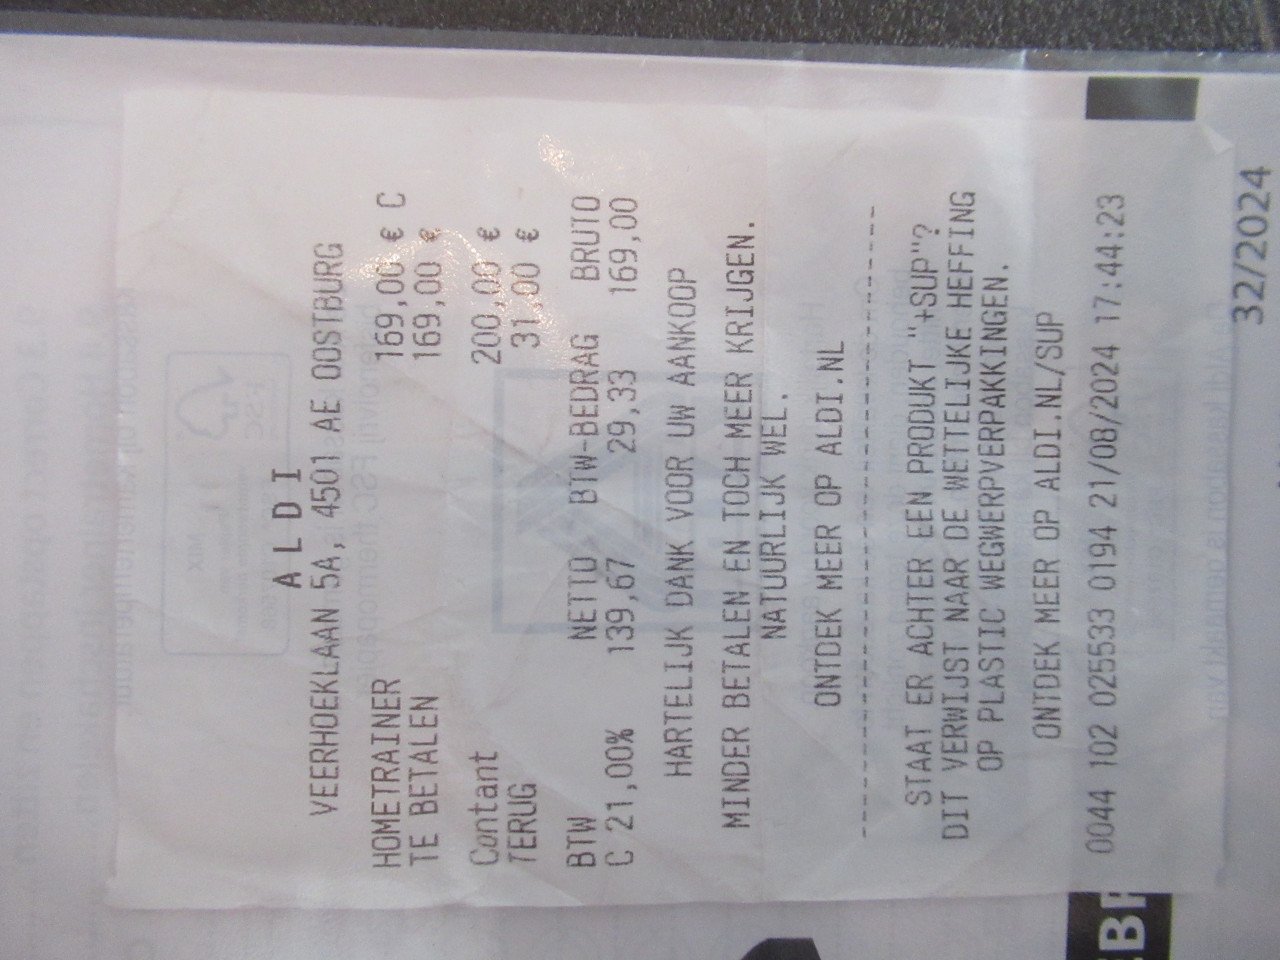 A L D I
VEERHOEKLAAN 5A, 4501 AE OOSTBURG
HOMETRAINER 169,00 € C
TE BETALEN 169,00 €
Contant 200,00 €
TERUG 31,00 €
BTW NETTO BTW-BEDRAG BRUTO
C 21,00% 139,67 29,33 169,00
HARTELIJK DANK VOOR UW AANKOOP
MINDER BETALEN EN TOCH MEER KRIJGEN.
NATUURLIJK WEL.
ONTDEK MEER OP ALDI.NL
STAAT ER ACHTER EEN PRODUKT "+SUP"?
DIT VERWIJST NAAR DE WETTELIJKE HEFFING
OP PLASTIC WEGWERPVERPAKKINGEN.
ONTDEK MEER OP ALDI.NL/SUP
0044 102 025533 0194 21/08/2024 17:44:23
32/2024